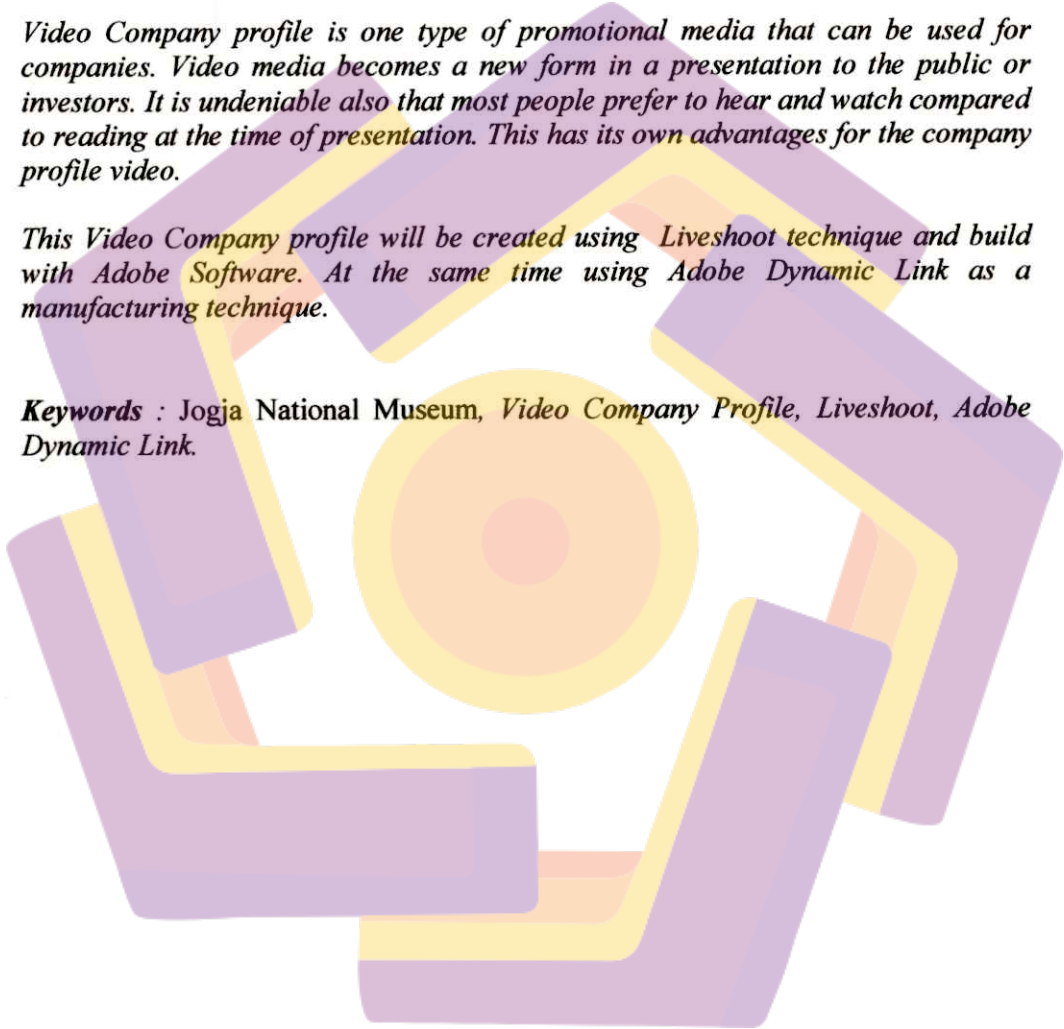 Video Company profile is one type of promotional media that can be used for
companies. Video media becomes a new form in a presentation to the public or
investors. It is undeniable also that most people prefer to hear and watch compared
to reading at the time of presentation. This has its own advantages for the company
profile video.
This Video Company profile will be created using Liveshoot technique and build
with Adobe Software. At the same time using Adobe Dynamic Link as a
manufacturing technique.
Keywords : Jogja National Museum, Video Company Profile, Liveshoot, Adobe
Dynamic Link.